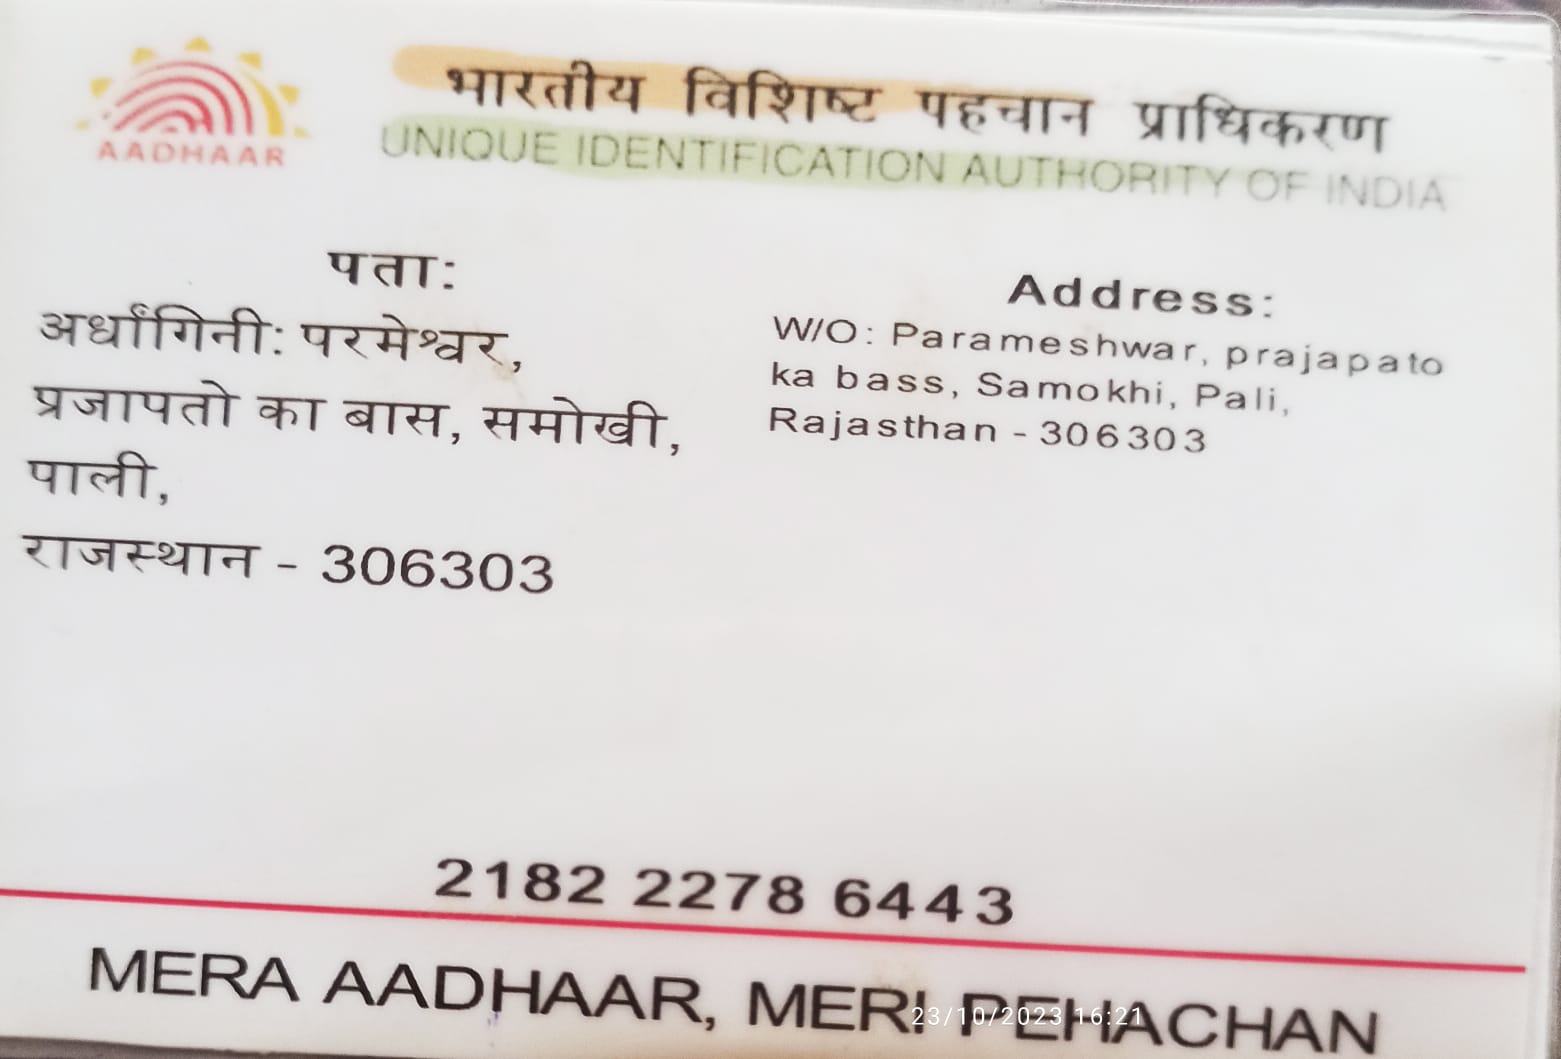 AADHAAR
भारतीय विशिष्ट पहचान प्राधिकरण
UNIQUE IDENTIFICATION AUTHORITY OF INDIA
पता:
अर्धांगिनी: परमेश्वर,
प्रजापतो का बास, समोखी,
पाली,
राजस्थान - 306303
Address:
W/O: Parameshwar, prajapato
ka bass, Samokhi, Pali,
Rajasthan - 306303
2182 2278 6443
MERA AADHAAR, MERI PEHACHAN
23/10/2023 16:21